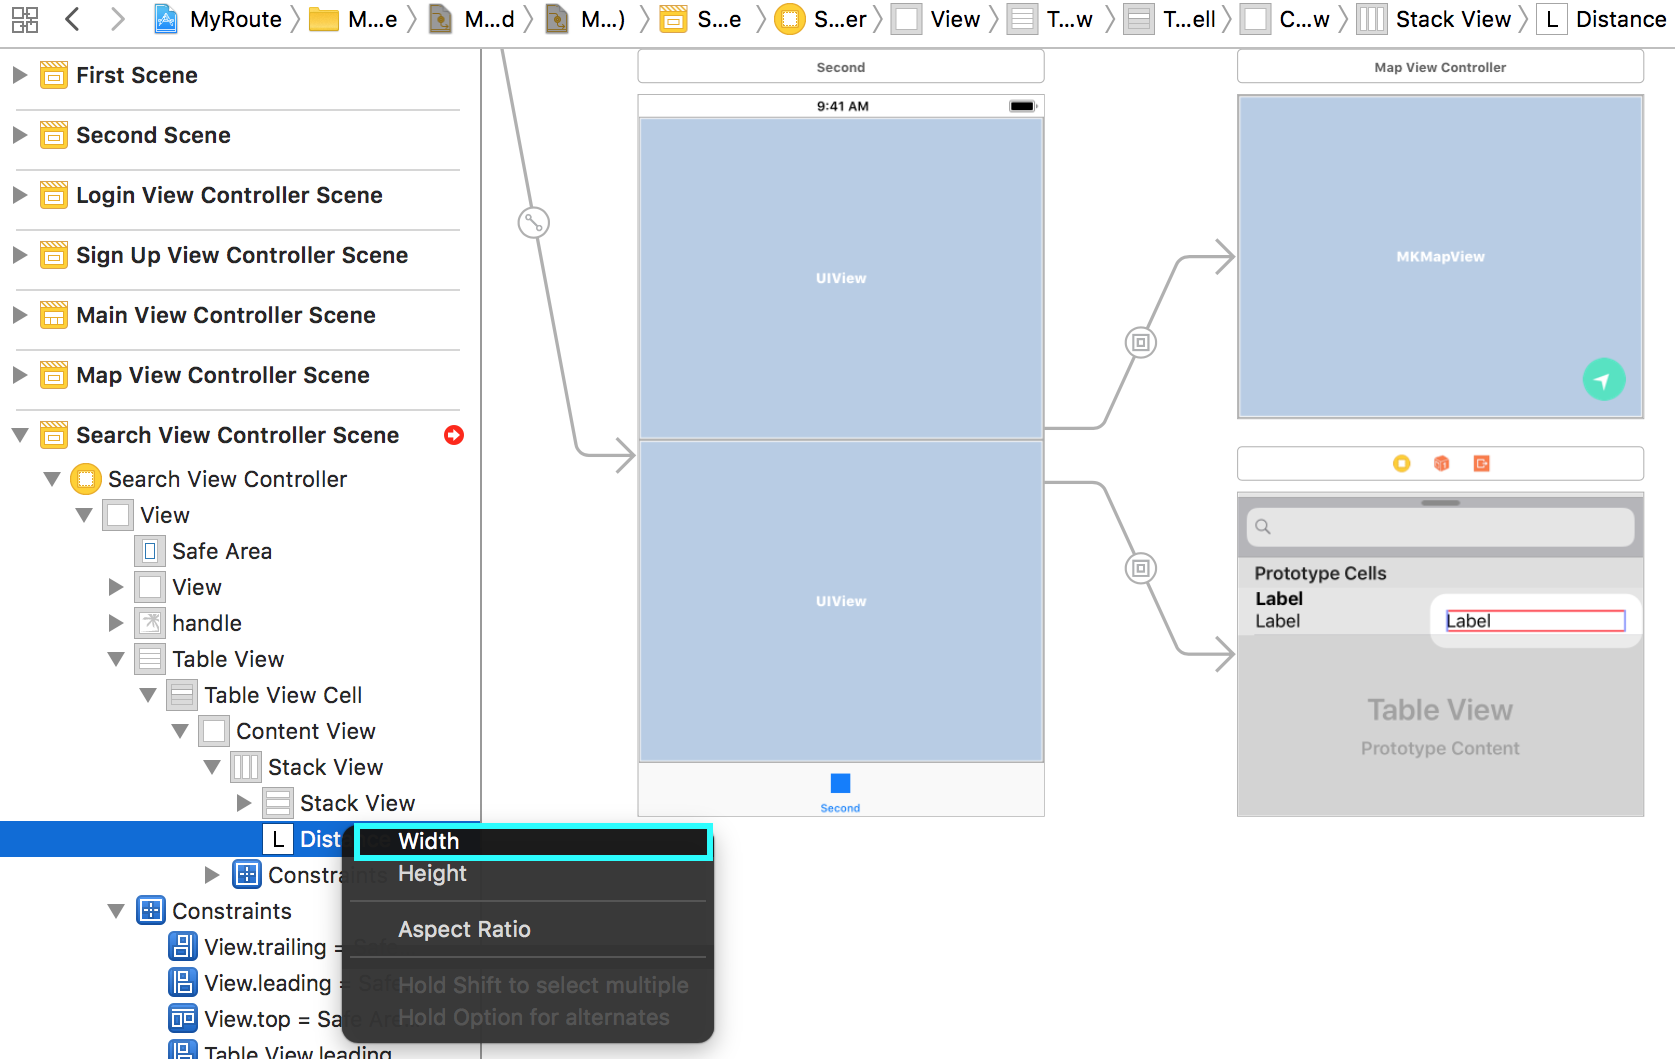 MyRoute M...e M...d M...) S...e S...er View T...w T...ell C...w Stack View L Distance
First Scene
Second Scene
Login View Controller Scene
Sign Up View Controller Scene
Main View Controller Scene
Map View Controller Scene
Search View Controller Scene
Search View Controller
View
Safe Area
View
handle
Table View
Table View Cell
Content View
Stack View
Stack View
L Distance
Constraints
Constraints
View.trailing = Safe
View.leading = Safe
View.top = Safe Area
Table View.leading
Width
Height
Aspect Ratio
Hold Shift to select multiple
Hold Option for alternates
Second
9:41 AM
UIView
UIView
Second
Map View Controller
MKMapView
Prototype Cells
Label
Label
Label
Table View
Prototype Content